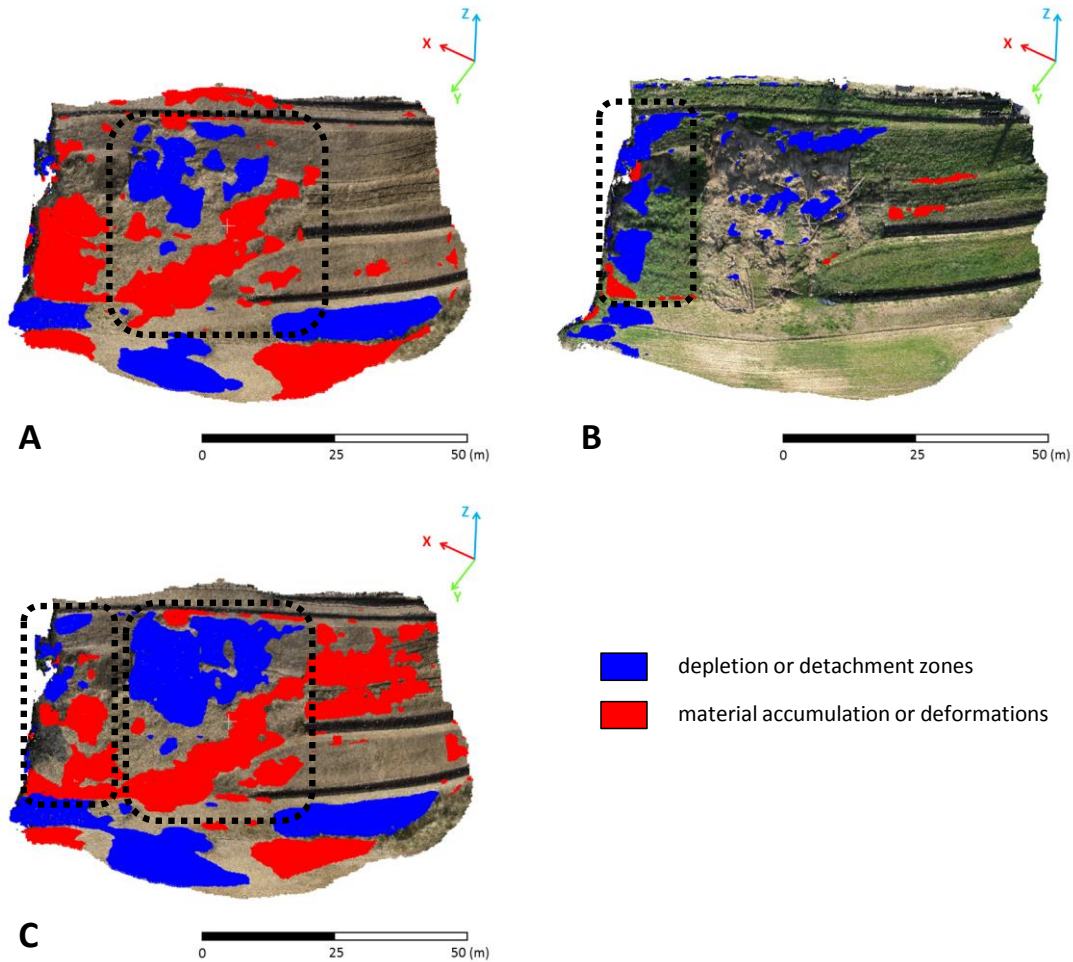 Z
X
Y
A
0 25 50 (m)
Z
X
Y
B
0 25 50 (m)
Z
X
Y
C
0 25 50 (m)
depletion or detachment zones
material accumulation or deformations